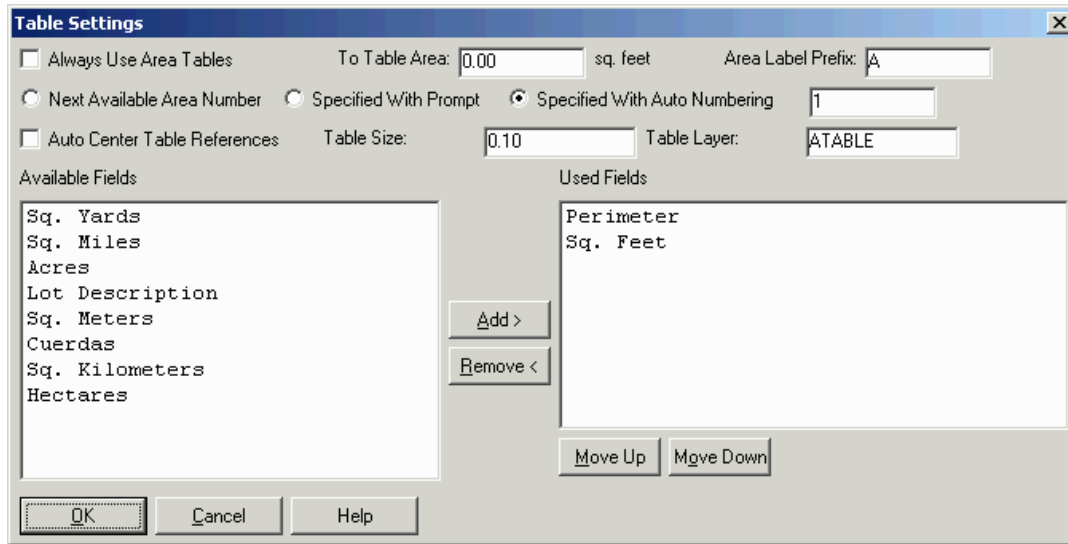 Table Settings
Always Use Area Tables To Table Area: 0.00 sq. feet Area Label Prefix: A
Next Available Area Number Specified With Prompt Specified With Auto Numbering 1
Auto Center Table References Table Size: 0.10 Table Layer: ATABLE
Available Fields
Sq. Yards
Sq. Miles
Acres
Lot Description
Sq. Meters
Cuerdas
Sq. Kilometers
Hectares
Add >
Remove <
Used Fields
Perimeter
Sq. Feet
Move Up Move Down
OK Cancel Help